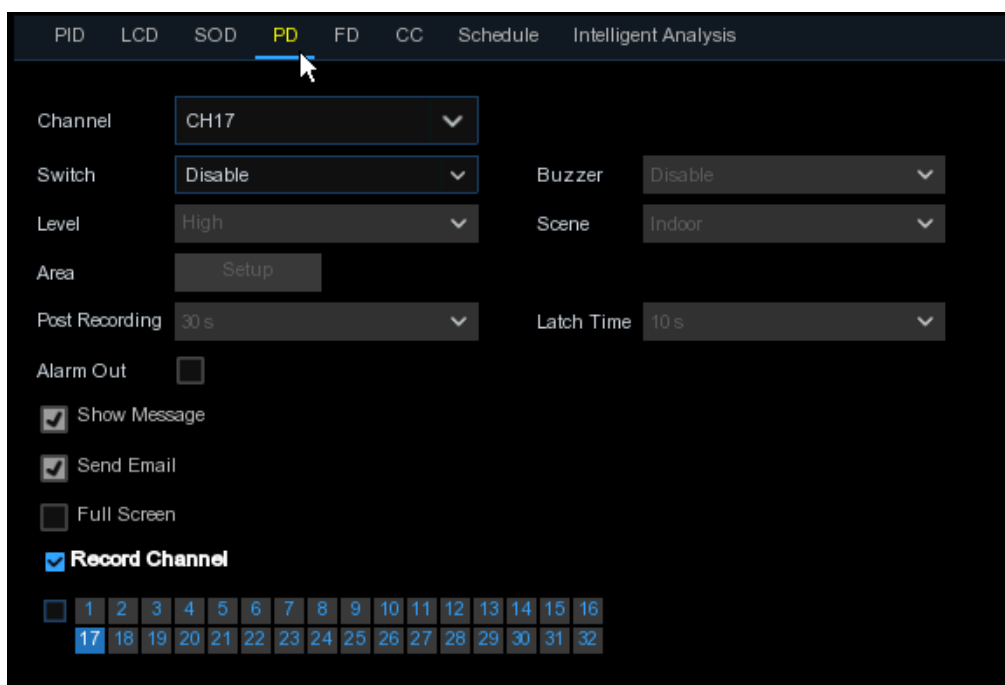 PID LCD SOD PD FD CC Schedule Intelligent Analysis
Channel CH17
Switch Disable Buzzer Disable
Level High Scene Indoor
Area Setup
Post Recording 30 s Latch Time 10 s
Alarm Out
Show Message
Send Email
Full Screen
Record Channel
1 2 3 4 5 6 7 8 9 10 11 12 13 14 15 16
17 18 19 20 21 22 23 24 25 26 27 28 29 30 31 32